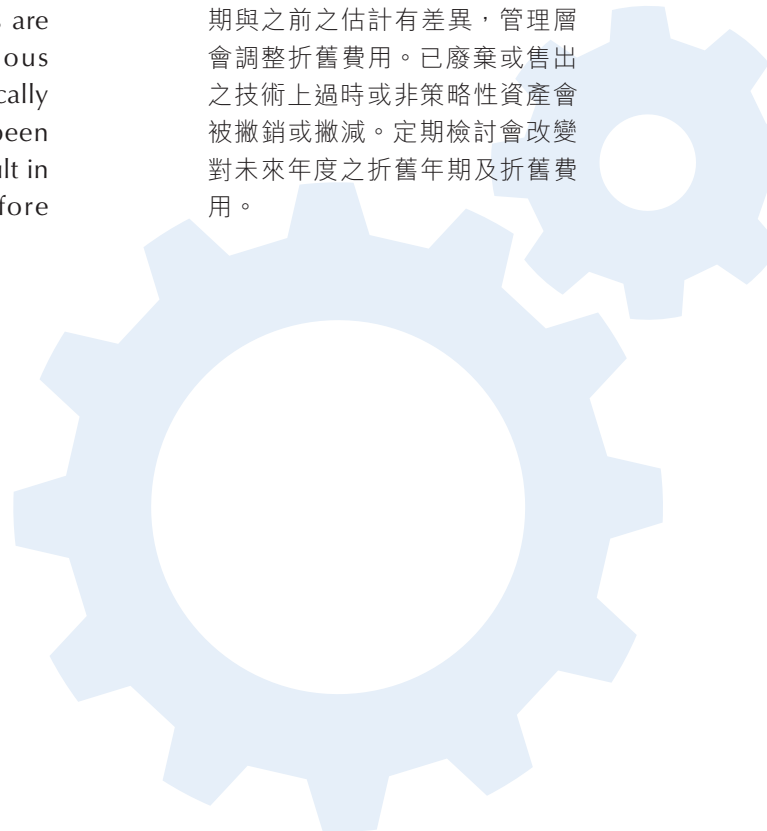 are
ious
cally
been
lt in
fore
期與之前之估計有差異，管理層
會調整折舊費用。已廢棄或售出
之技術上過時或非策略性資產會
被撇銷或撇減。定期檢討會改變
對未來年度之折舊年期及折舊費
用。